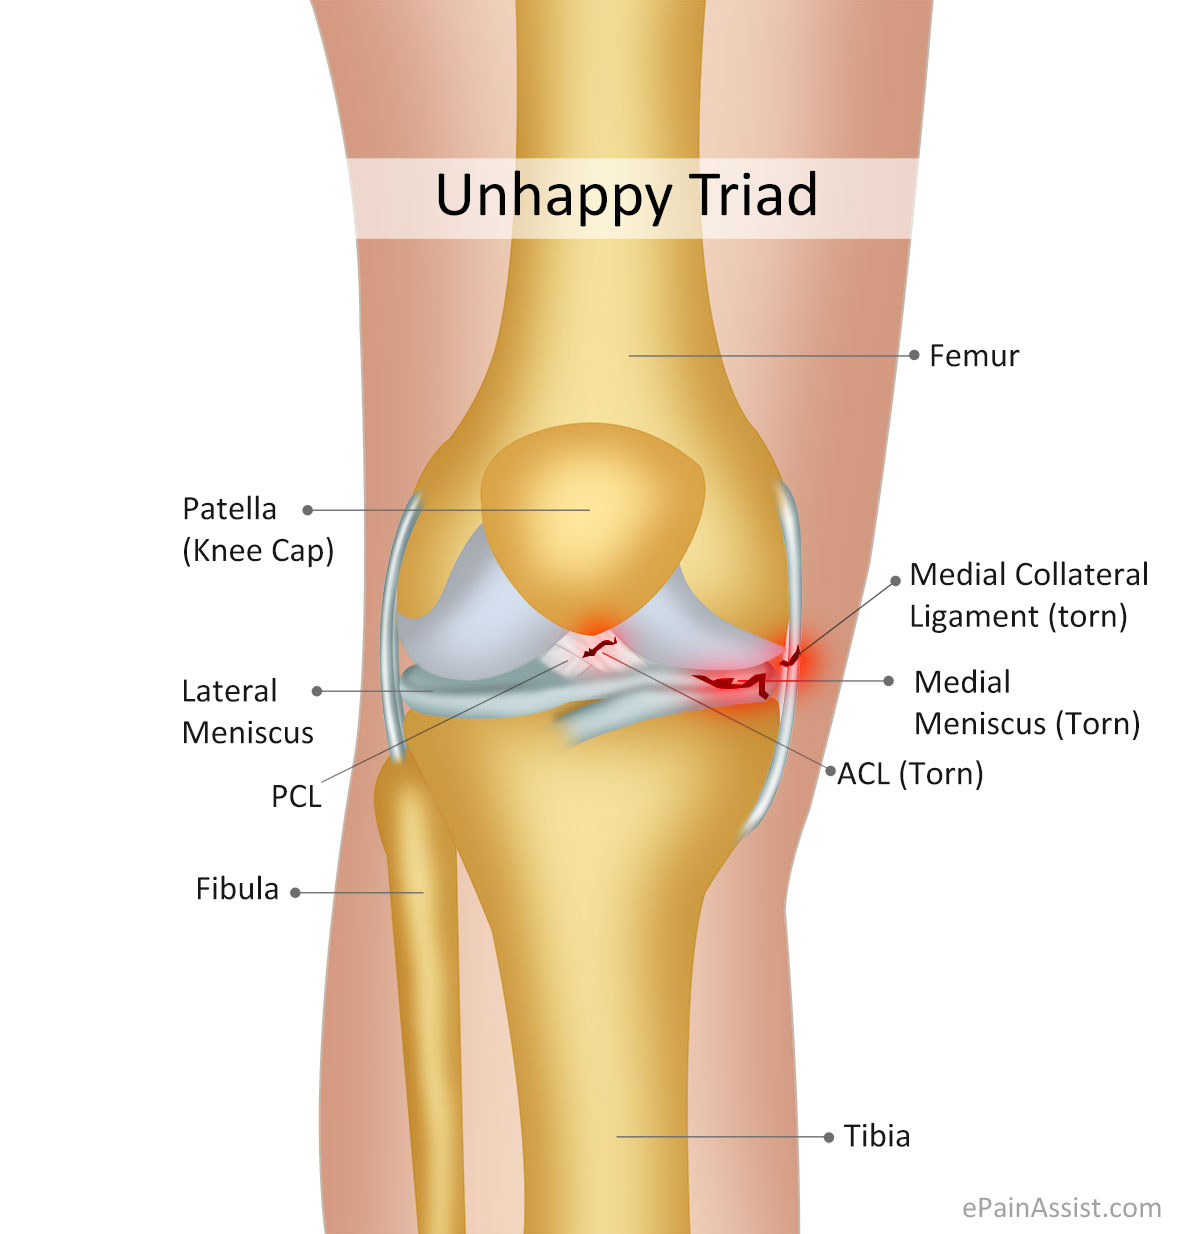 Unhappy Triad
Femur
Patella
(Knee Cap)
Medial Collateral
Ligament (torn)
Lateral
Meniscus
Medial
Meniscus (Torn)
PCL
ACL (Torn)
Fibula
Tibia
ePainAssist.com